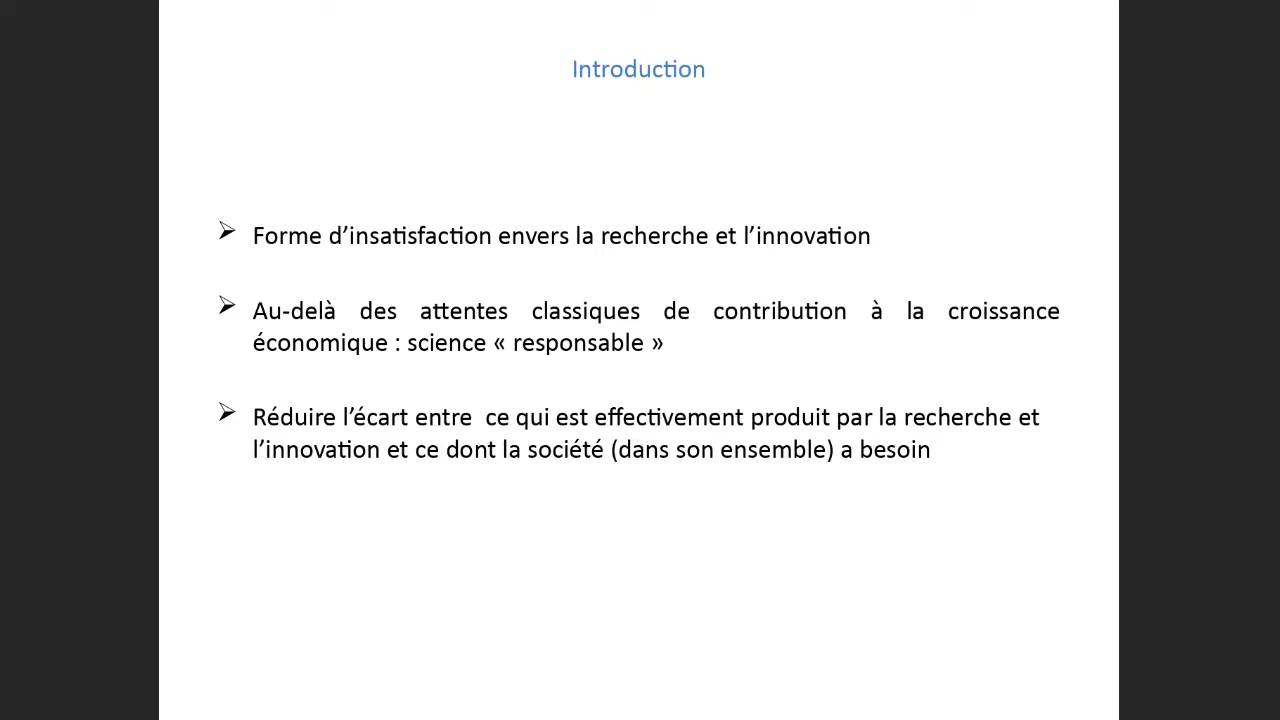 Introduction
Forme d’insatisfaction envers la recherche et l’innovation
Au-delà des attentes classiques de contribution à la croissance
économique : science « responsable »
Réduire l’écart entre  ce qui est effectivement produit par la recherche et
l’innovation et ce dont la société (dans son ensemble) a besoin